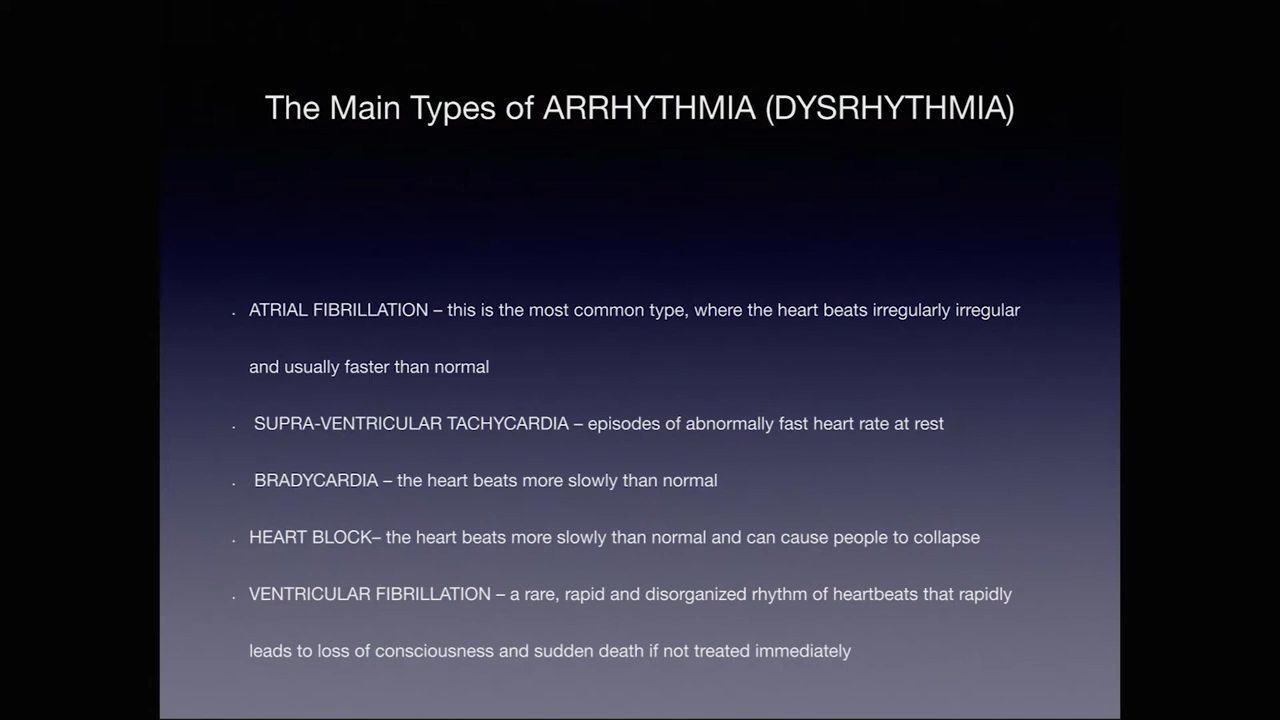 The Main Types of ARRHYTHMIA (DYSRHYTHMIA)
. ATRIAL FIBRILLATION – this is the most common type, where the heart beats irregularly irregular
and usually faster than normal
. SUPRA-VENTRICULAR TACHYCARDIA – episodes of abnormally fast heart rate at rest
. BRADYCARDIA – the heart beats more slowly than normal
. HEART BLOCK– the heart beats more slowly than normal and can cause people to collapse
. VENTRICULAR FIBRILLATION – a rare, rapid and disorganized rhythm of heartbeats that rapidly
leads to loss of consciousness and sudden death if not treated immediately